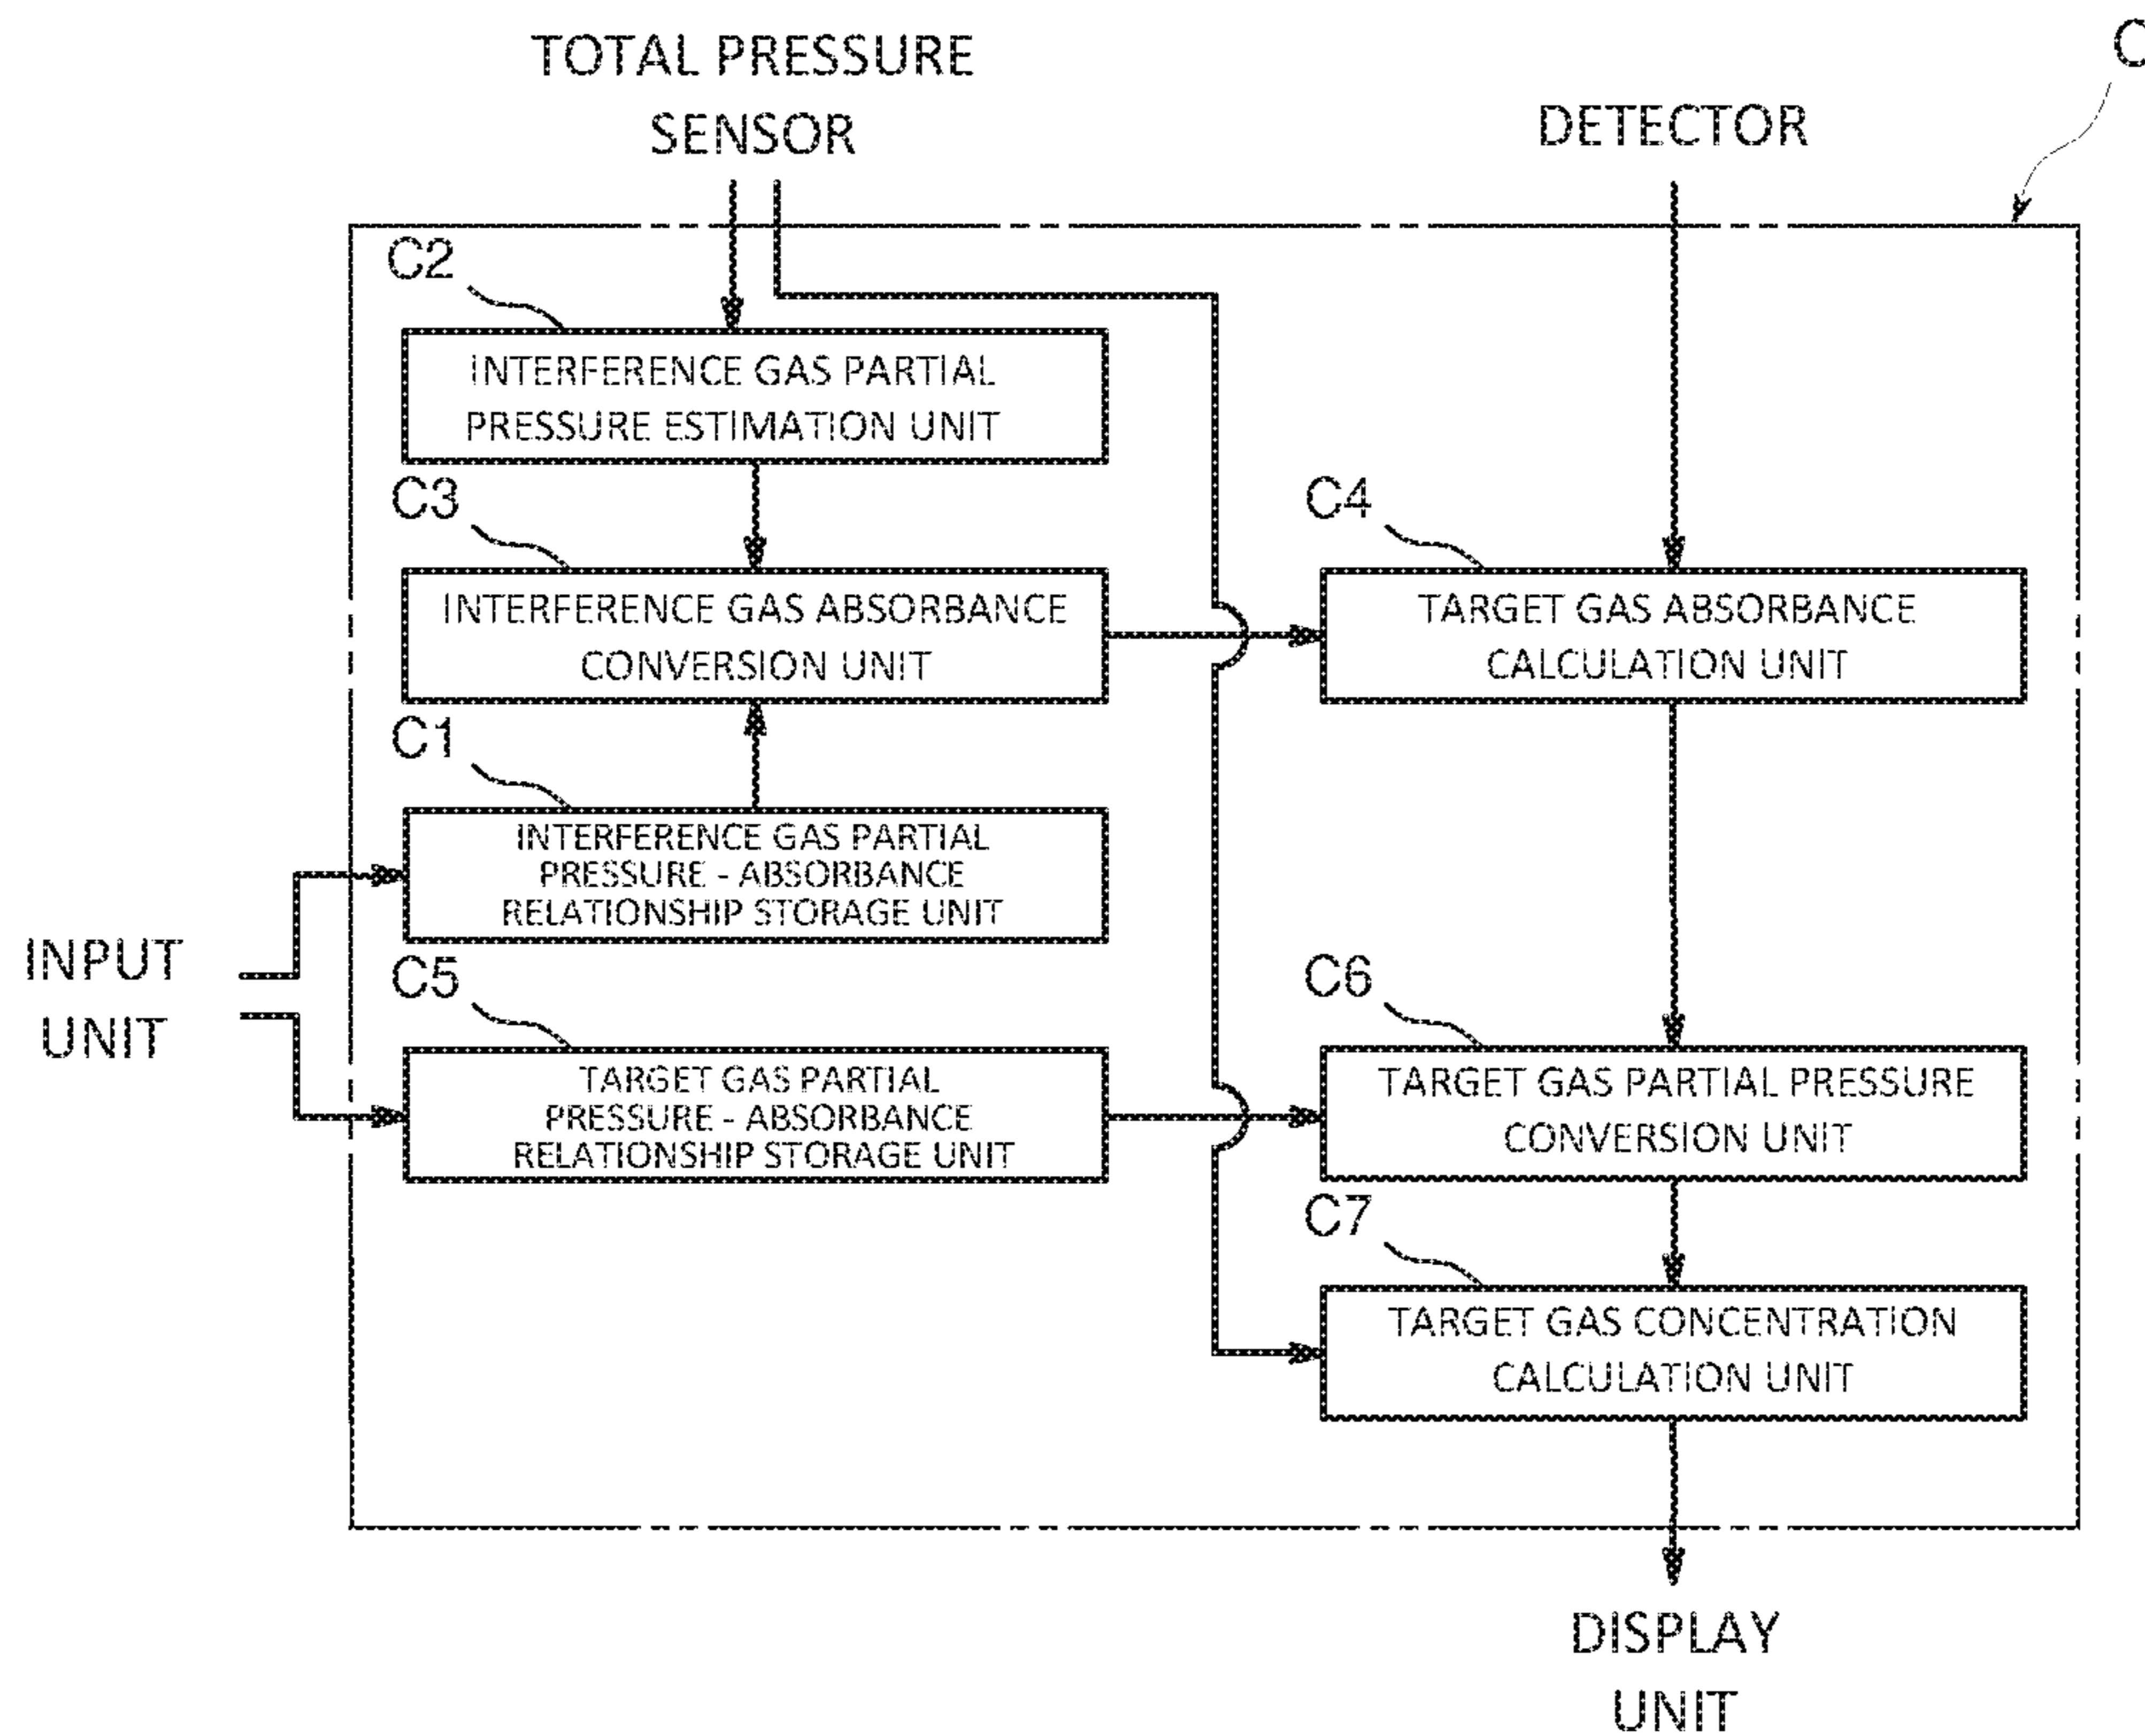 C
TOTAL PRESSURE
SENSOR
DETECTOR
C2
INTERFERENCE GAS PARTIAL
PRESSURE ESTIMATION UNIT
C3
INTERFERENCE GAS ABSORBANCE
CONVERSION UNIT
C4
TARGET GAS ABSORBANCE
CALCULATION UNIT
C1
INTERFERENCE GAS PARTIAL
PRESSURE - ABSORBANCE
RELATIONSHIP STORAGE UNIT
INPUT
UNIT
C5
TARGET GAS PARTIAL
PRESSURE - ABSORBANCE
RELATIONSHIP STORAGE UNIT
C6
TARGET GAS PARTIAL PRESSURE
CONVERSION UNIT
C7
TARGET GAS CONCENTRATION
CALCULATION UNIT
DISPLAY
UNIT